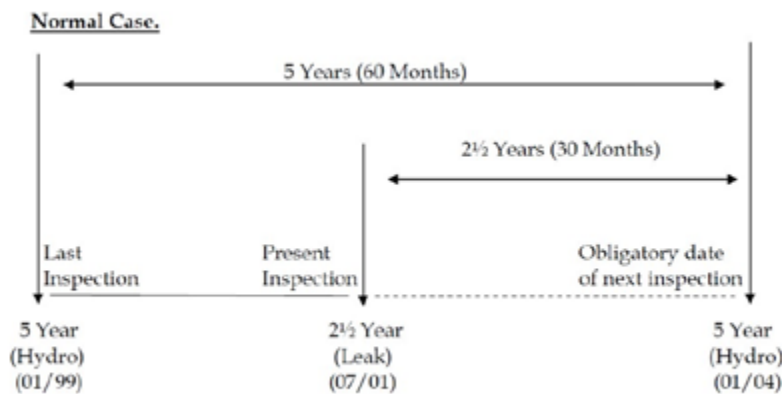 Normal Case.
5 Years (60 Months)
2½ Years (30 Months)
Last
Inspection
Present
Inspection
Obligatory date
of next inspection
5 Year
(Hydro)
(01/99)
2½ Year
(Leak)
(07/01)
5 Year
(Hydro)
(01/04)